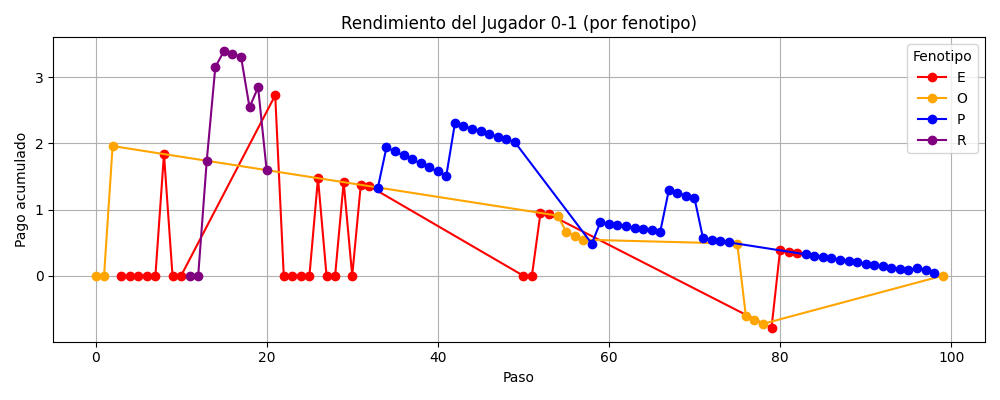 Rendimiento del Jugador 0-1 (por fenotipo)
Pago acumulado
3
2
1
0
0
20
40
60
80
100
Paso
Fenotipo
E
O
P
R